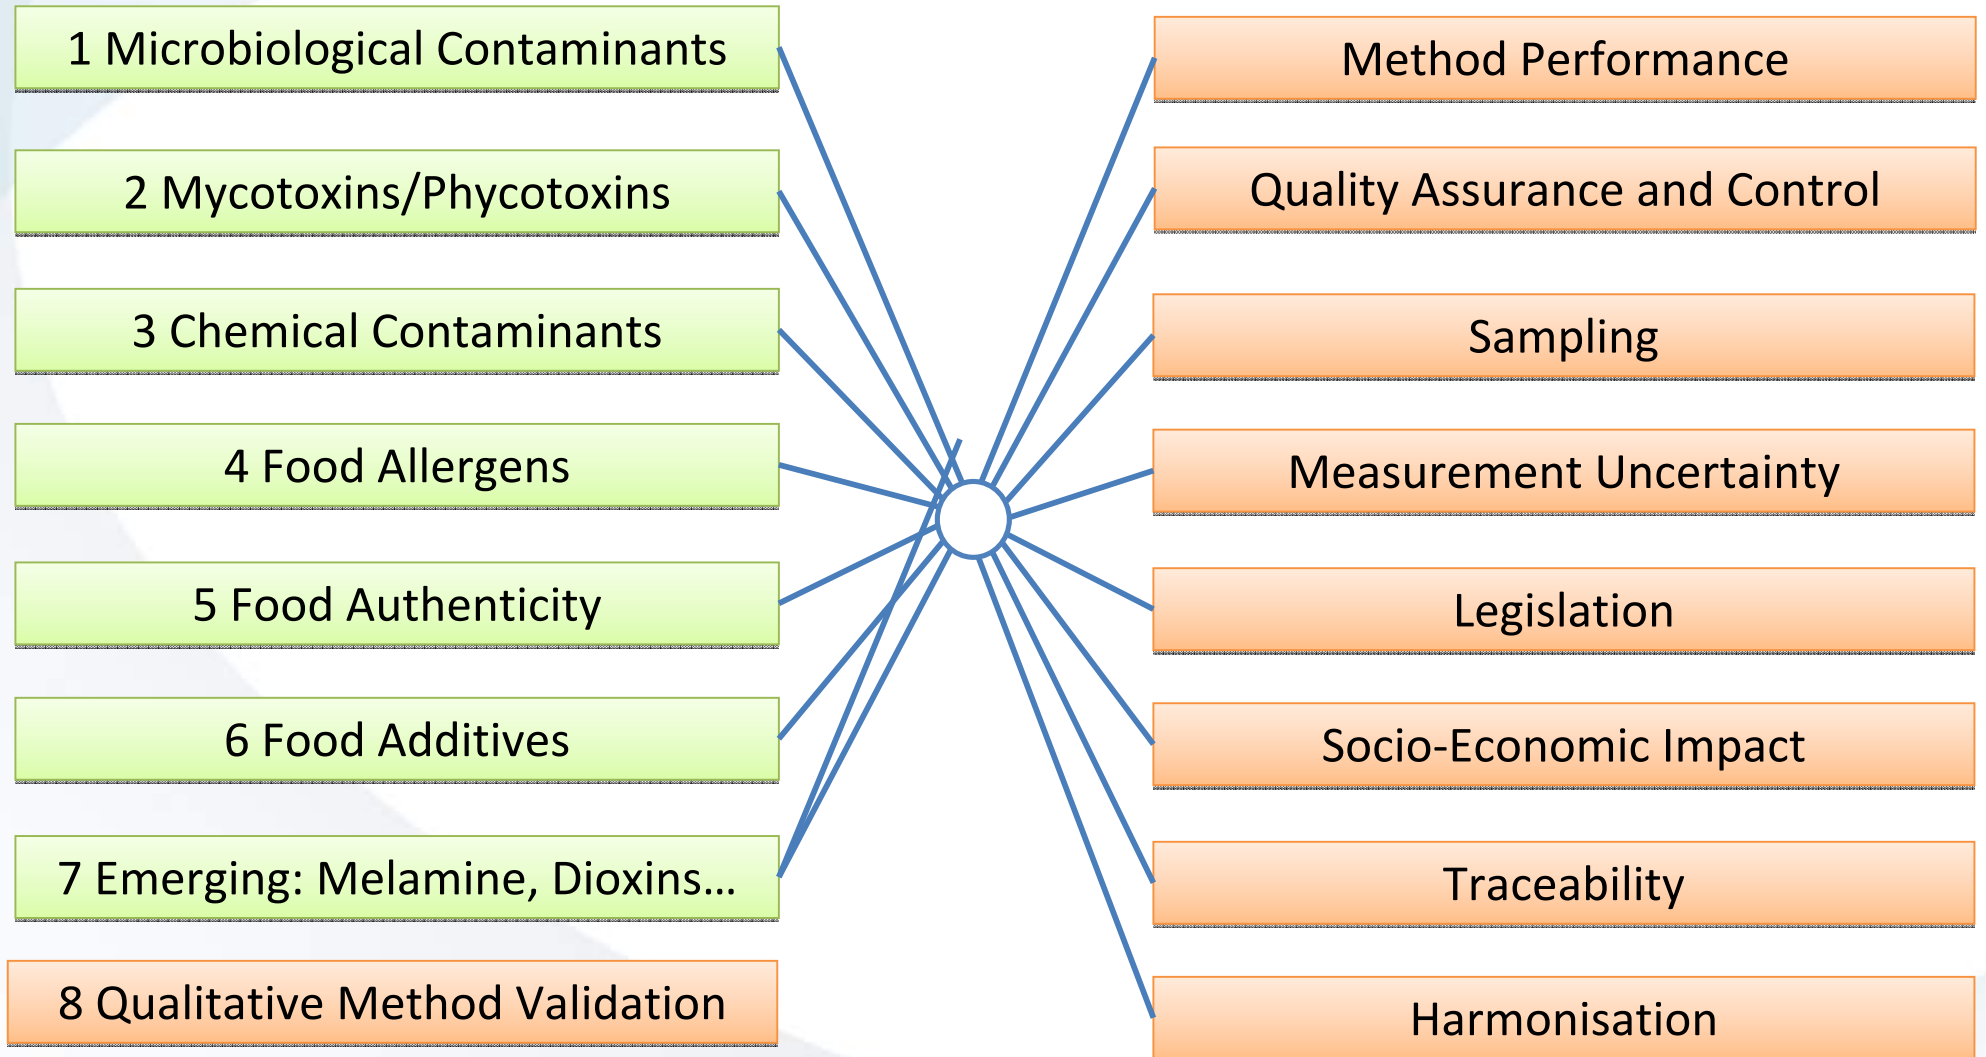 1 Microbiological Contaminants
2 Mycotoxins/Phycotoxins
3 Chemical Contaminants
4 Food Allergens
5 Food Authenticity
6 Food Additives
7 Emerging: Melamine, Dioxins…
8 Qualitative Method Validation
Method Performance
Quality Assurance and Control
Sampling
Measurement Uncertainty
Legislation
Socio-Economic Impact
Traceability
Harmonisation